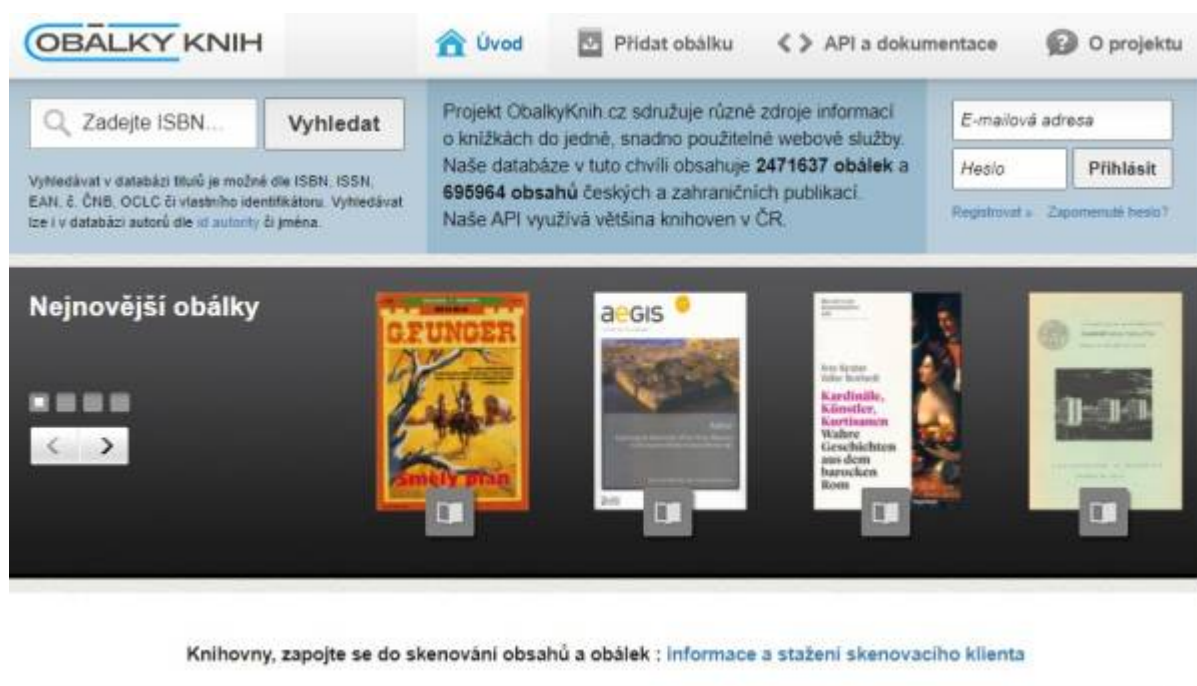 OBÁLKY KNIH
Úvod
Přidat obálku
API a dokumentace
O projektu
Zadejte ISBN...
Vyhledat
Vyhledávat v databázi titulů je možné dle ISBN, ISSN,
EAN, č. ČNB, OCLC či vlastního identifikátoru. Vyhledávat
lze i v databázi autorů dle id autority či jména.
Projekt ObalkyKnih.cz sdružuje různé zdroje informací
o knížkách do jedné, snadno použitelné webové služby.
Naše databáze v tuto chvíli obsahuje 2471637 obálek a
695964 obsahů českých a zahraničních publikací.
Naše API využívá většina knihoven v ČR.
E-mailová adresa
Heslo
Přihlásit
Registrovat »
Zapomenuté heslo?
Nejnovější obálky
G.F. UNGER
Smělý plán
aeGIS
Arne Karsten
Volker Reinhardt
Kardinäle,
Künstler,
Kurtisanen
Wahre
Geschichten
aus dem
barocken
Rom
Knihovny, zapojte se do skenování obsahů a obálek : informace a stažení skenovacího klienta